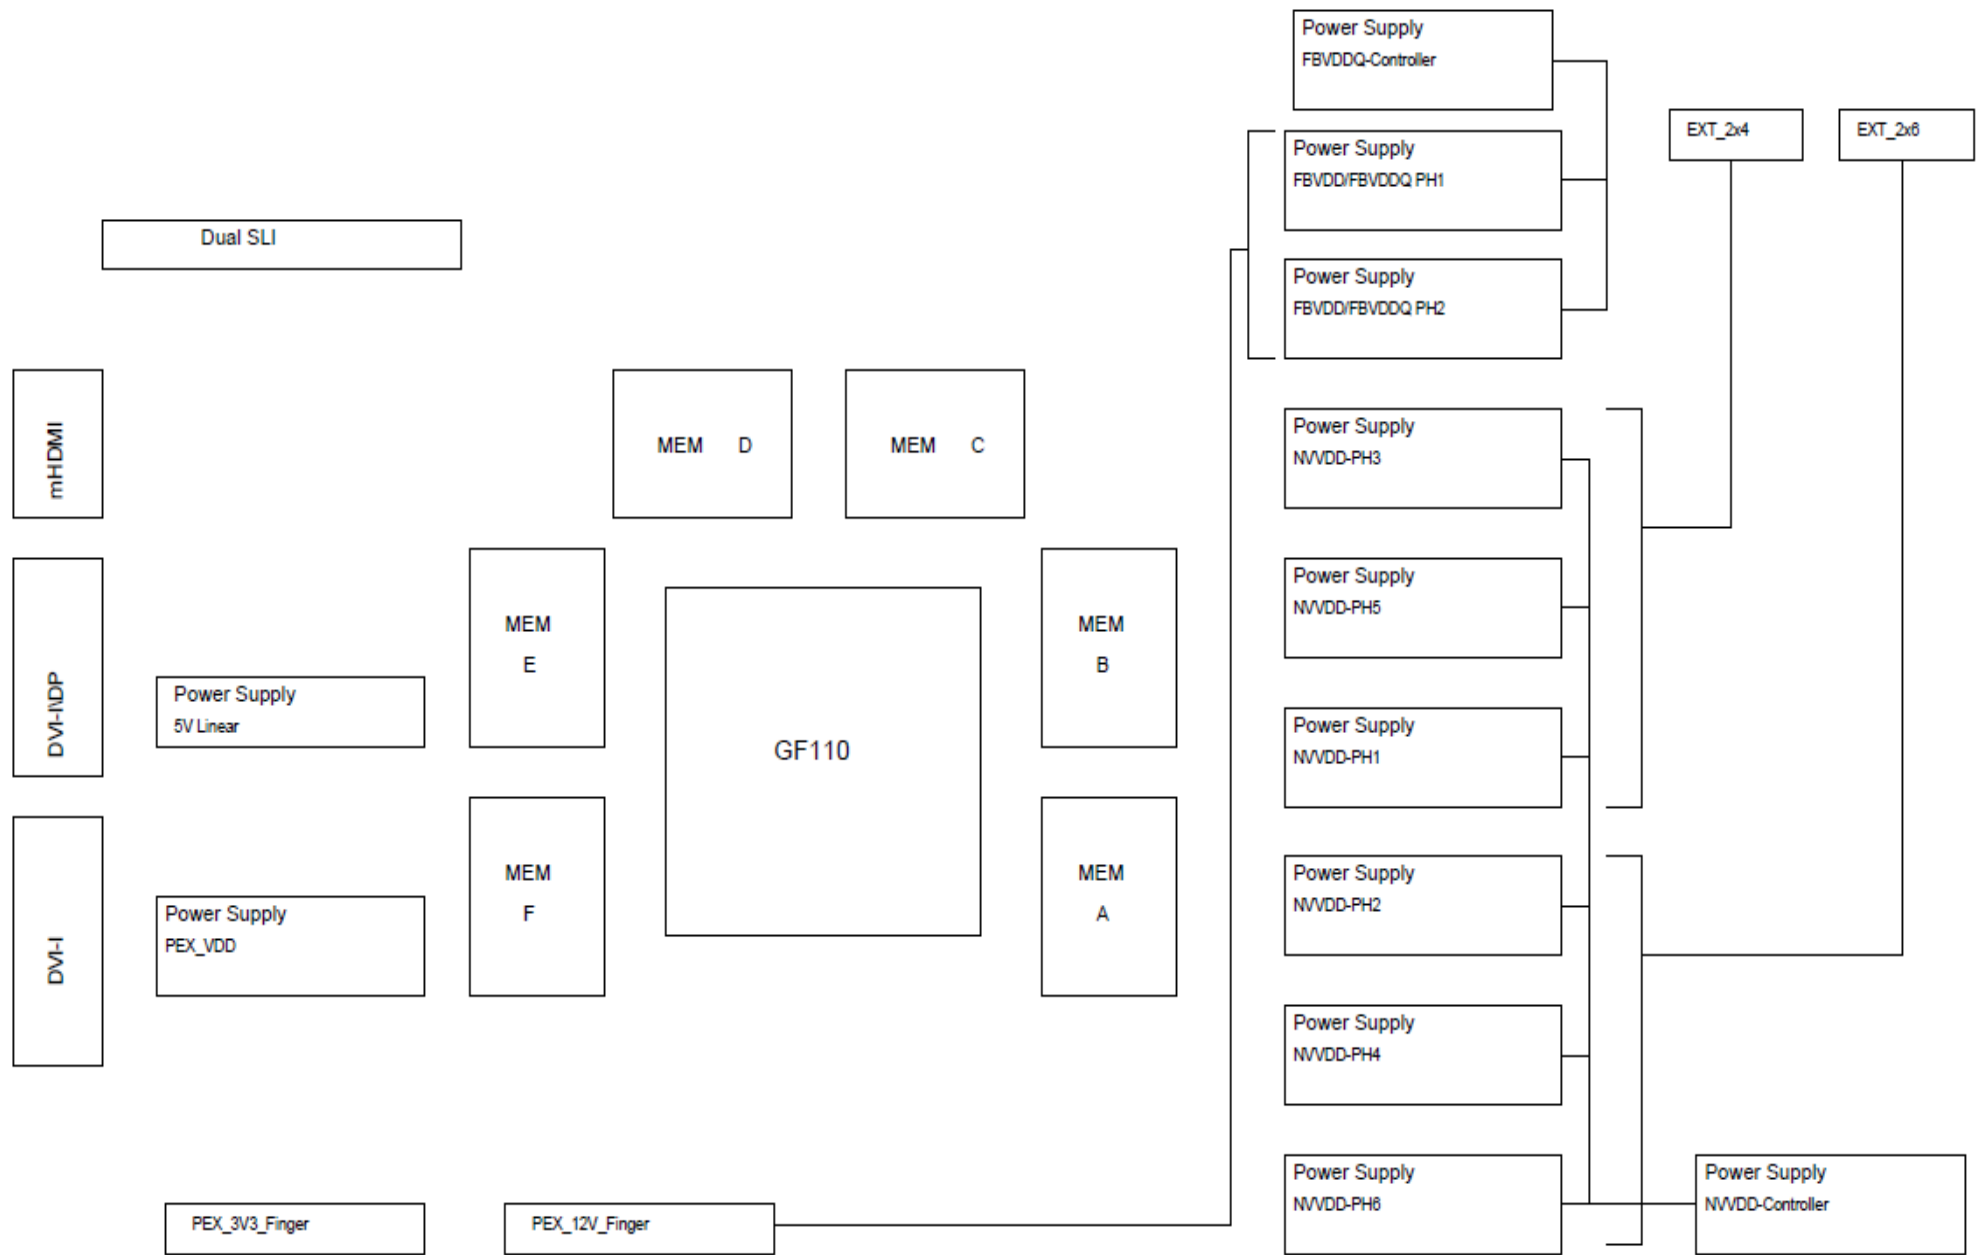 Power Supply
FBVDDQ-Controller
EXT_2x4
EXT_2x6
Power Supply
FBVDD/FBVDDQ PH1
Dual SLI
Power Supply
FBVDD/FBVDDQ PH2
mHDMI
MEM D
MEM C
Power Supply
NVVDD-PH3
DVI-I\DP
MEM
E
MEM
B
Power Supply
NVVDD-PH5
Power Supply
5V Linear
GF110
Power Supply
NVVDD-PH1
DVI-I
MEM
F
MEM
A
Power Supply
NVVDD-PH2
Power Supply
PEX_VDD
Power Supply
NVVDD-PH4
Power Supply
NVVDD-PH6
Power Supply
NVVDD-Controller
PEX_3V3_Finger
PEX_12V_Finger